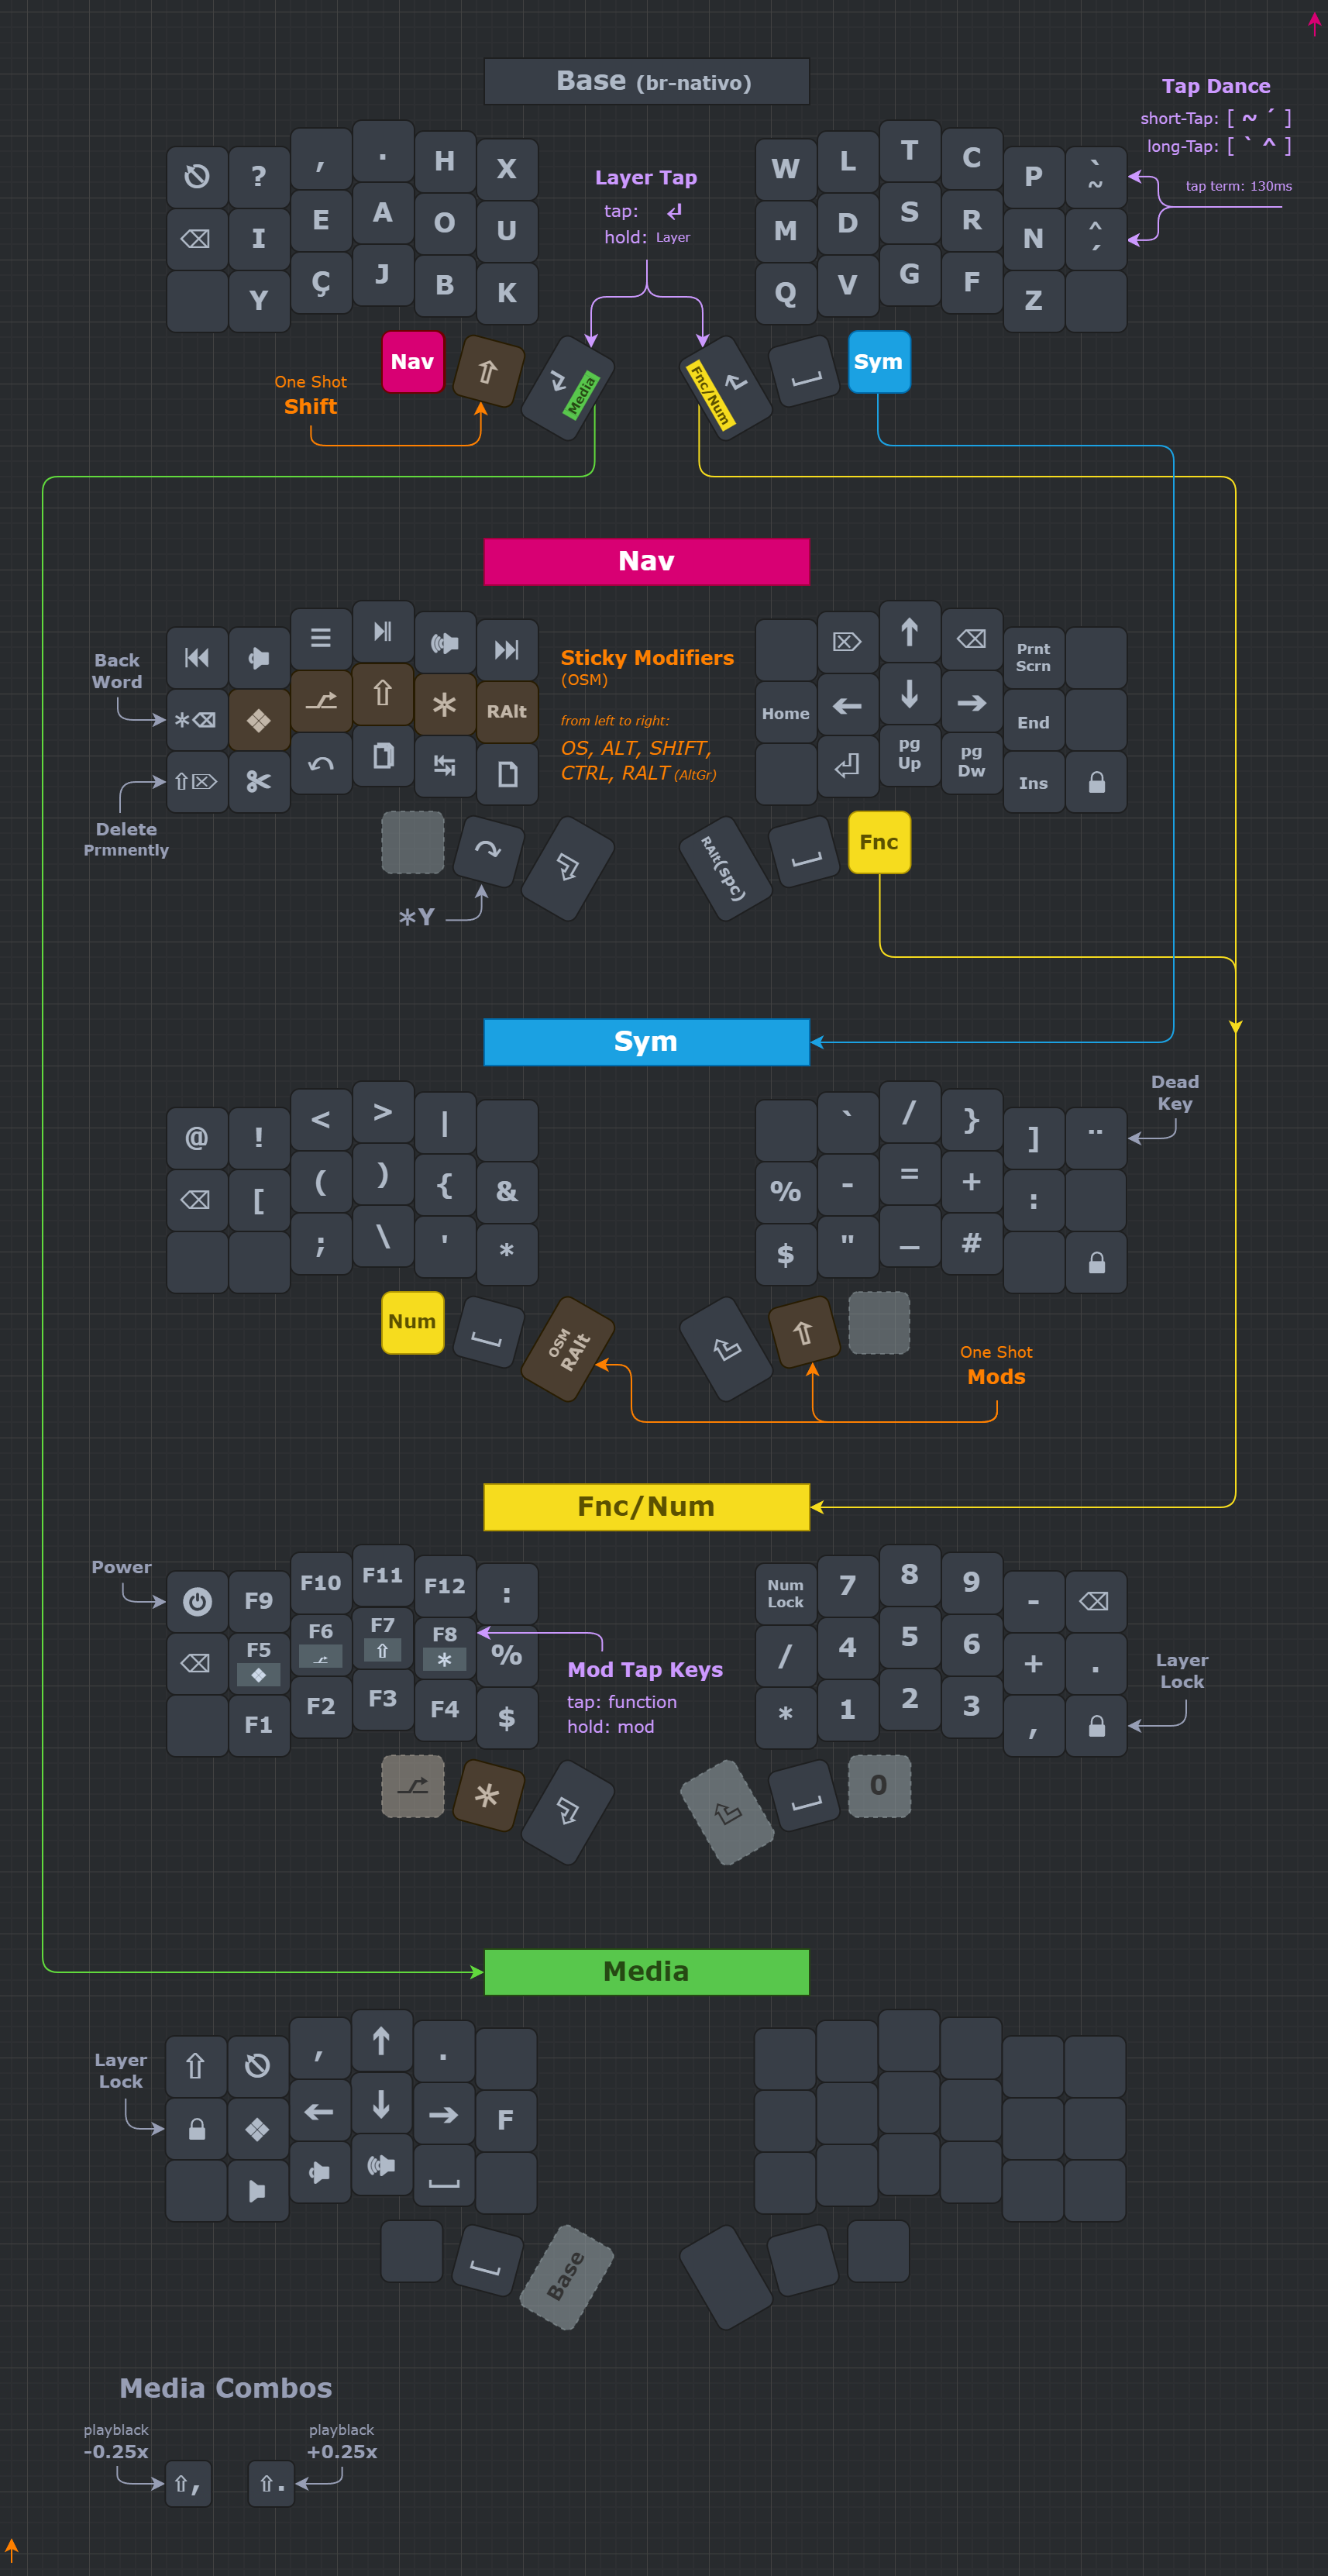 Base (br-nativo)
Tap Dance
short-Tap: [ ~ ´ ]
long-Tap: [ ` ^ ]
tap term: 130ms
? , . H X W L T C P ` ~
I E A O U M D S R N ^ ´
Y Ç J B K Q V G F Z
Layer Tap
tap: ↲
hold: Layer
Nav ⇧ Media Fnc/Num Sym
One Shot
Shift
Nav
Back
Word
Delete
Prmnently
Prnt
Scrn
RAlt Home ← ↓ → End
pg
Up
pg
Dw
Ins
Sticky Modifiers
(OSM)
from left to right:
OS, ALT, SHIFT,
CTRL, RALT (AltGr)
RAlt(spc) Fnc
*Y
Sym
Dead
Key
@ ! < > | ` / } ] ¨
[ ( ) { & % - = + :
; \ ' * $ " _ #
Num
OSM
RAlt
One Shot
Mods
Fnc/Num
Power
F9 F10 F11 F12 :
Num
Lock
7 8 9 -
F5 F6 F7 F8 % / 4 5 6 + .
F1 F2 F3 F4 $ * 1 2 3 ,
Mod Tap Keys
tap: function
hold: mod
Layer
Lock
* 0
Media
Layer
Lock
⇧ , ↑ .
← ↓ → F
Base
Media Combos
playblack
-0.25x
playblack
+0.25x
⇧, ⇧.